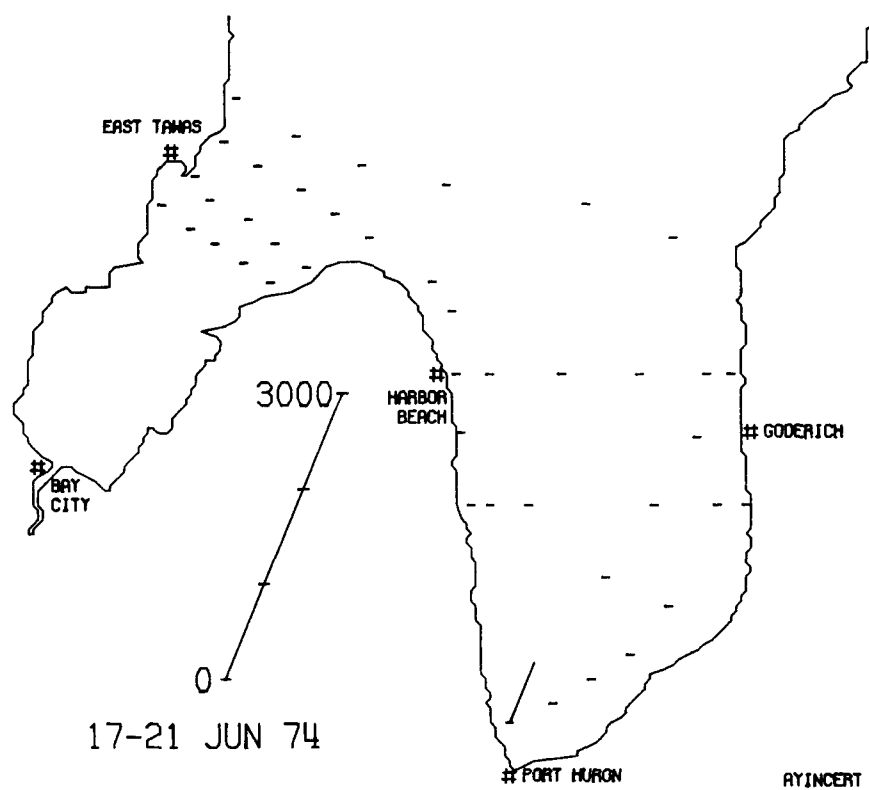 EAST TAWAS
3000
HARBOR
BEACH
# GODERICH
BAY
CITY
0
17-21 JUN 74
# PORT HURON
AYINCERT